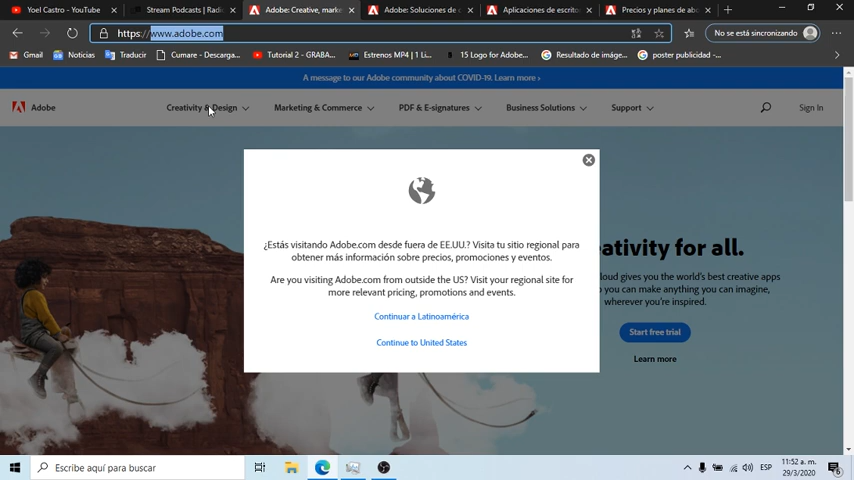 Yoel Castro - YouTube
Stream Podcasts | Radio
Adobe: Creative, marke
Adobe: Soluciones de c
Aplicaciones de escrito
Precios y planes de abo
https://www.adobe.com
No se está sincronizando
Gmail
Noticias
Traducir
Cumare - Descarga...
Tutorial 2 - GRABA...
Estrenos MP4 | 1 Li...
15 Logo for Adobe...
Resultado de imág...
poster publicidad -...
A message to our Adobe community about COVID-19. Learn more ›
Adobe
Creativity & Design
Marketing & Commerce
PDF & E-signatures
Business Solutions
Support
Sign In
¿Estás visitando Adobe.com desde fuera de EE.UU.? Visita tu sitio regional para
obtener más información sobre precios, promociones y eventos.
Are you visiting Adobe.com from outside the US? Visit your regional site for
more relevant pricing, promotions and events.
Continuar a Latinoamérica
Continue to United States
eativity for all.
loud gives you the world's best creative apps
you can make anything you can imagine,
wherever you're inspired.
Start free trial
Learn more
Escribe aquí para buscar
ESP
11:52 a. m.
29/3/2020